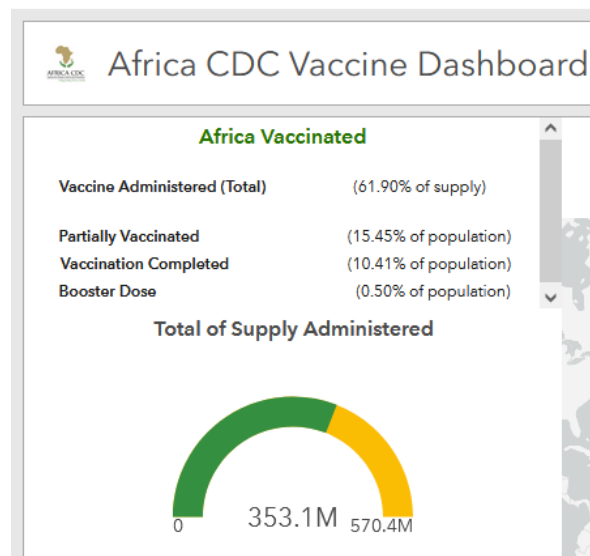 AFRICA CDC
Africa CDC Vaccine Dashboard
Africa Vaccinated
Vaccine Administered (Total) (61.90% of supply)
Partially Vaccinated (15.45% of population)
Vaccination Completed (10.41% of population)
Booster Dose (0.50% of population)
Total of Supply Administered
0 353.1M 570.4M